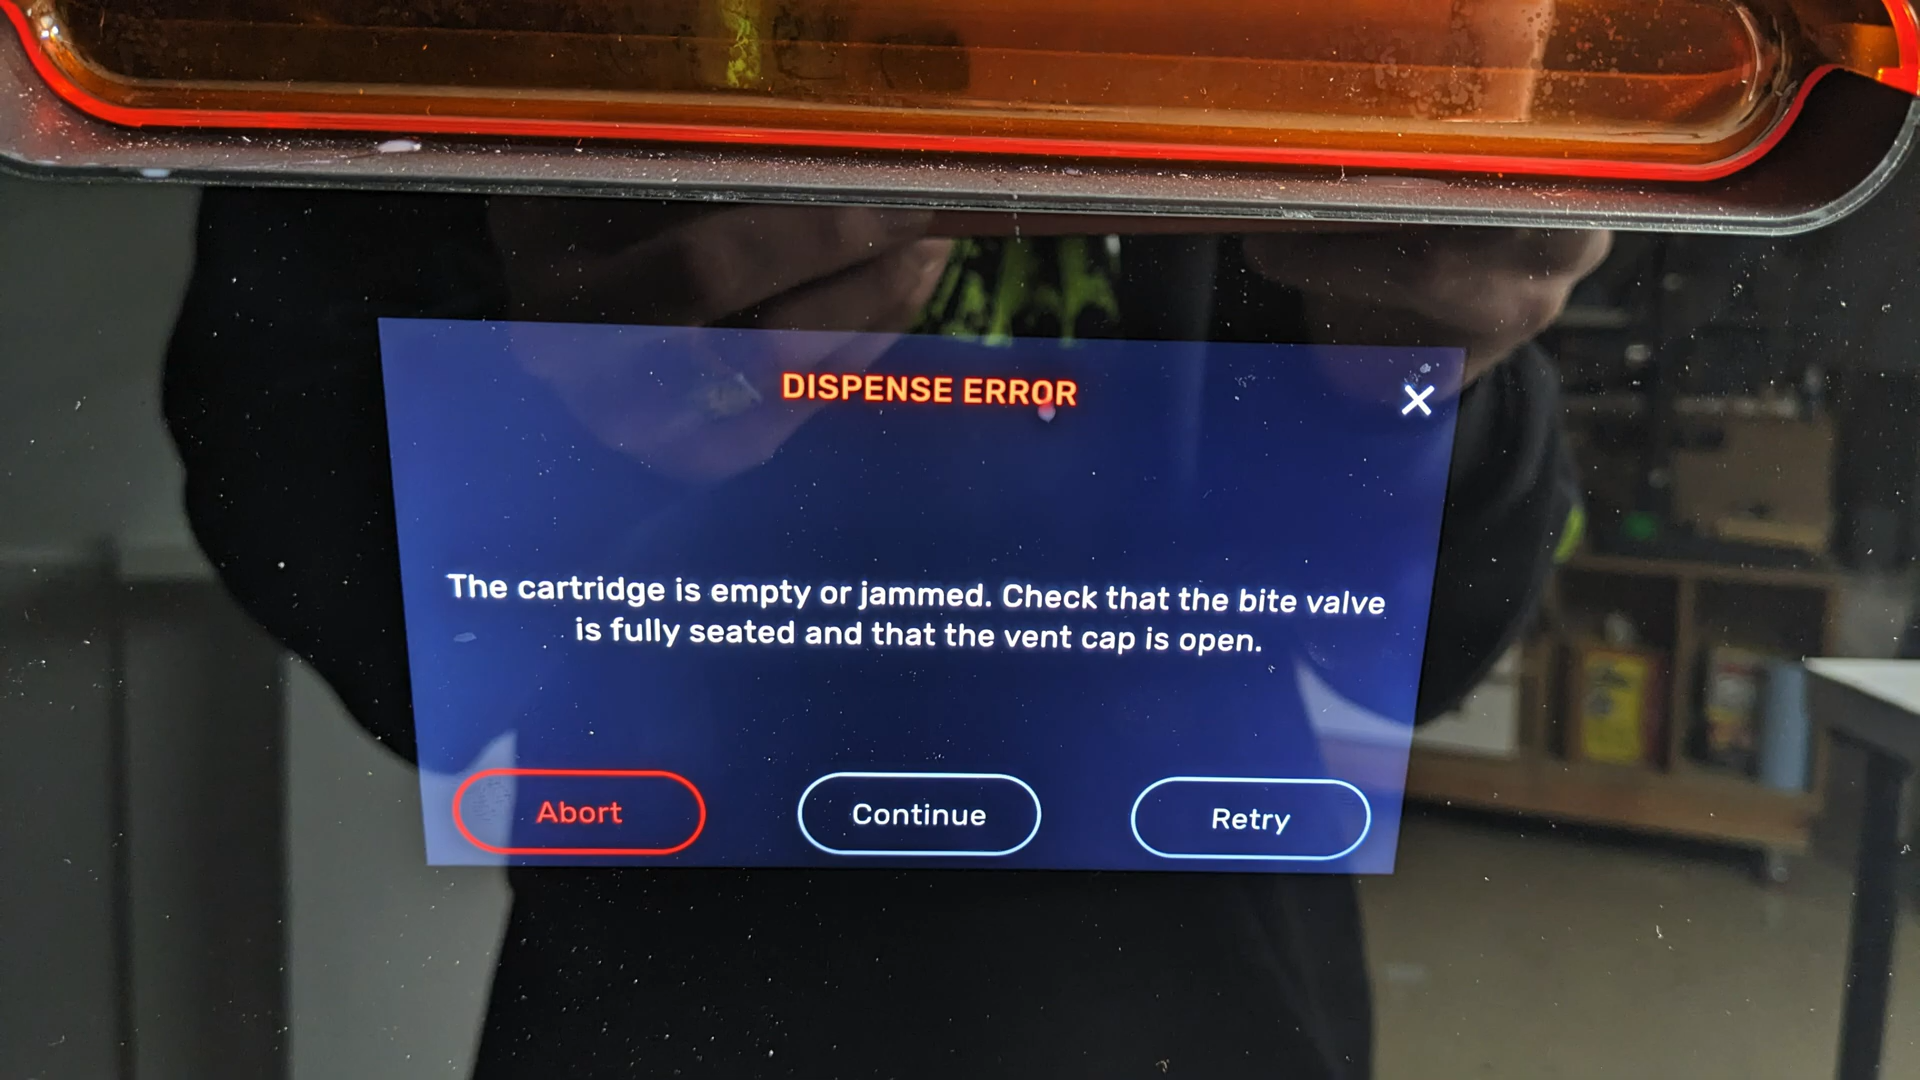 DISPENSE ERROR
The cartridge is empty or jammed. Check that the bite valve
is fully seated and that the vent cap is open.
Abort
Continue
Retry